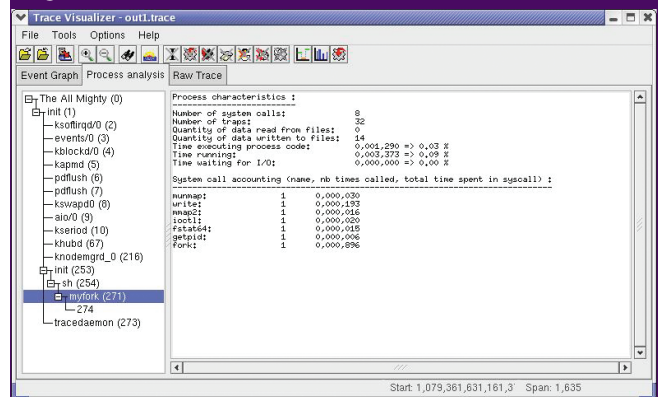 Trace Visualizer - out1.trace
File Tools Options Help
Event Graph Process analysis Raw Trace
The All Mighty (0)
init (1)
ksoftirqd/0 (2)
events/0 (3)
kblockd/0 (4)
kapmd (5)
pdflush (6)
pdflush (7)
kswapd0 (8)
aio/0 (9)
kseriod (10)
khubd (67)
knodemgrd_0 (216)
init (253)
sh (254)
myfork (271)
274
tracedaemon (273)
Process characteristics :
Number of system calls: 8
Number of traps: 32
Quantity of data read from files: 0
Quantity of data written to files: 14
Time executing process code: 0,001,290 => 0,03 %
Time running: 0,003,373 => 0,09 %
Time waiting for I/O: 0,000,000 => 0,00 %
System call accounting (name, nb times called, total time spent in syscall) :
munmap: 1 0,000,030
write: 1 0,000,193
mmap2: 1 0,000,016
ioctl: 1 0,000,020
fstat64: 1 0,000,015
getpid: 1 0,000,006
fork: 1 0,000,896
Start: 1,079,361,631,161,3 Span: 1,635